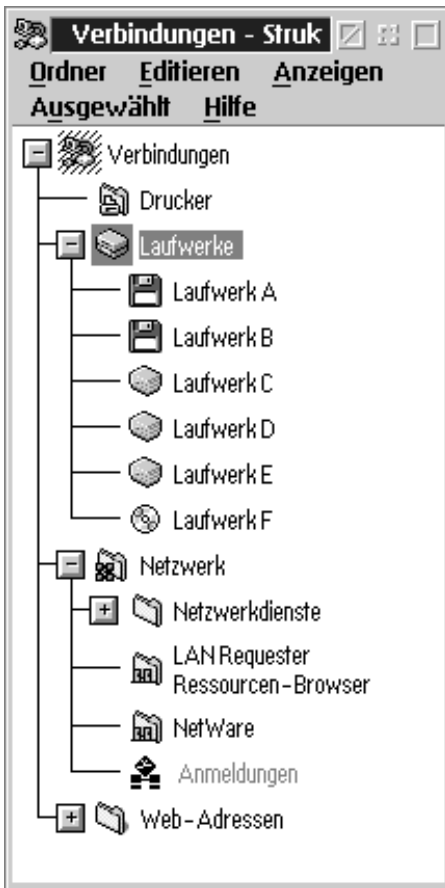 Verbindungen - Struk
Ordner Editieren Anzeigen
Ausgewählt Hilfe
Verbindungen
Drucker
Laufwerke
Laufwerk A
Laufwerk B
Laufwerk C
Laufwerk D
Laufwerk E
Laufwerk F
Netzwerk
Netzwerkdienste
LAN Requester
Ressourcen-Browser
NetWare
Anmeldungen
Web-Adressen